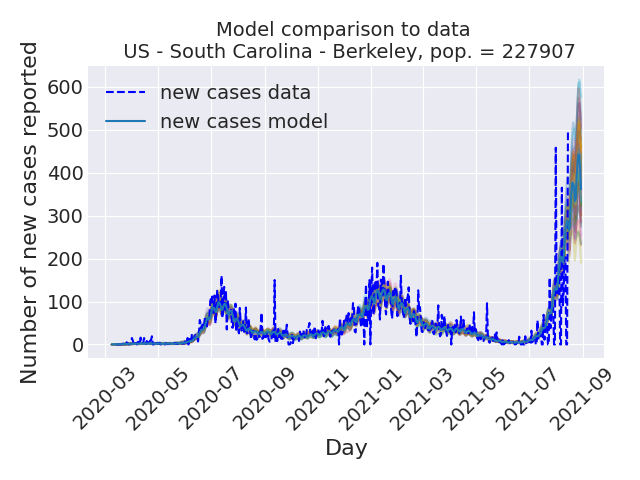 Model comparison to data
US - South Carolina - Berkeley, pop. = 227907
Number of new cases reported
600
500
400
300
200
100
0
new cases data
new cases model
2020-03
2020-05
2020-07
2020-09
2020-11
2021-01
2021-03
2021-05
2021-07
2021-09
Day